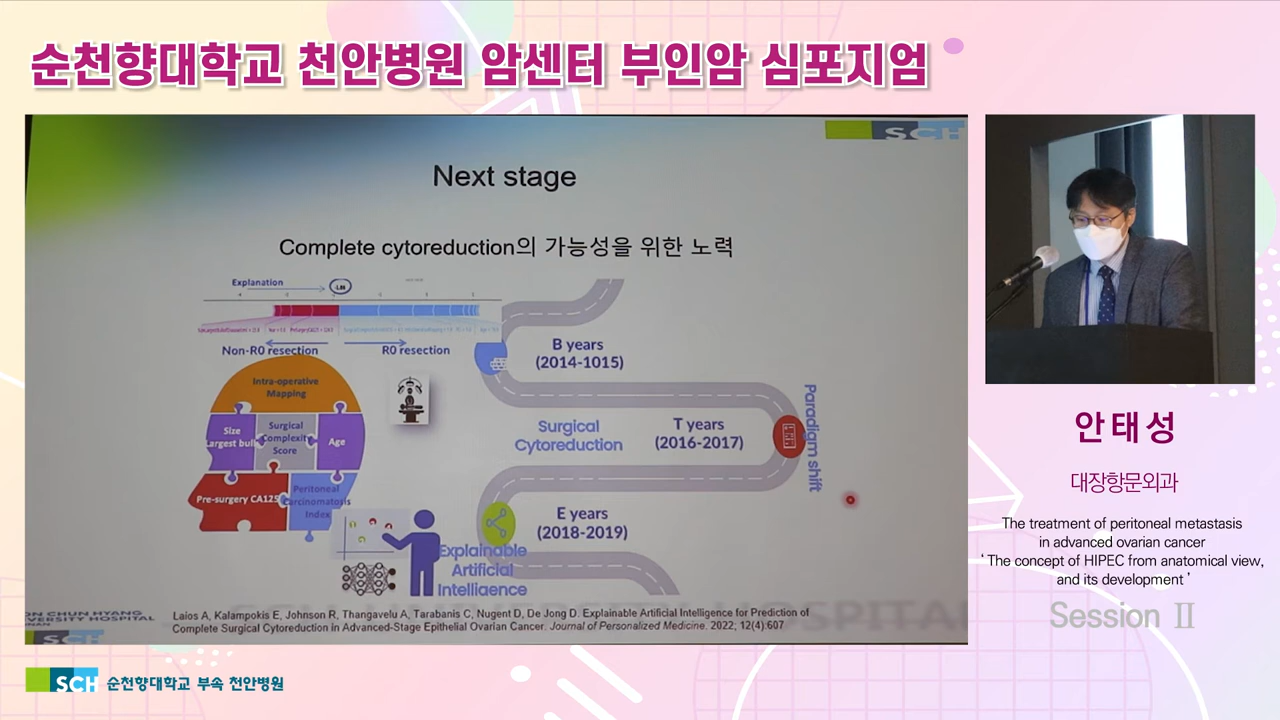 순천향대학교 천안병원 암센터 부인암 심포지엄
SCH
Next stage
Complete cytoreduction의 가능성을 위한 노력
Explanation
Non-R0 resection
R0 resection
Intra-operative
Mapping
Size
Largest bul
Surgical
Complexity
Score
Age
Pre-surgery CA125
Peritoneal
Carcinomatosis
Index
B years
(2014-1015)
Surgical
Cytoreduction
T years
(2016-2017)
Paradigm shift
E years
(2018-2019)
Explainable
Artificial
Intelligence
Laios A, Kalampokis E, Johnson R, Thangavelu A, Tarabanis C, Nugent D, De Jong D. Explainable Artificial Intelligence for Prediction of
Complete Surgical Cytoreduction in Advanced-Stage Epithelial Ovarian Cancer. Journal of Personalized Medicine. 2022; 12(4):607
ON CHUN HYANG
VERSITY HOSPITAL
NAN
SCH
안태성
대장항문외과
The treatment of peritoneal metastasis
in advanced ovarian cancer
‘ The concept of HIPEC from anatomical view,
and its development ’
Session Ⅱ
SCH 순천향대학교 부속 천안병원